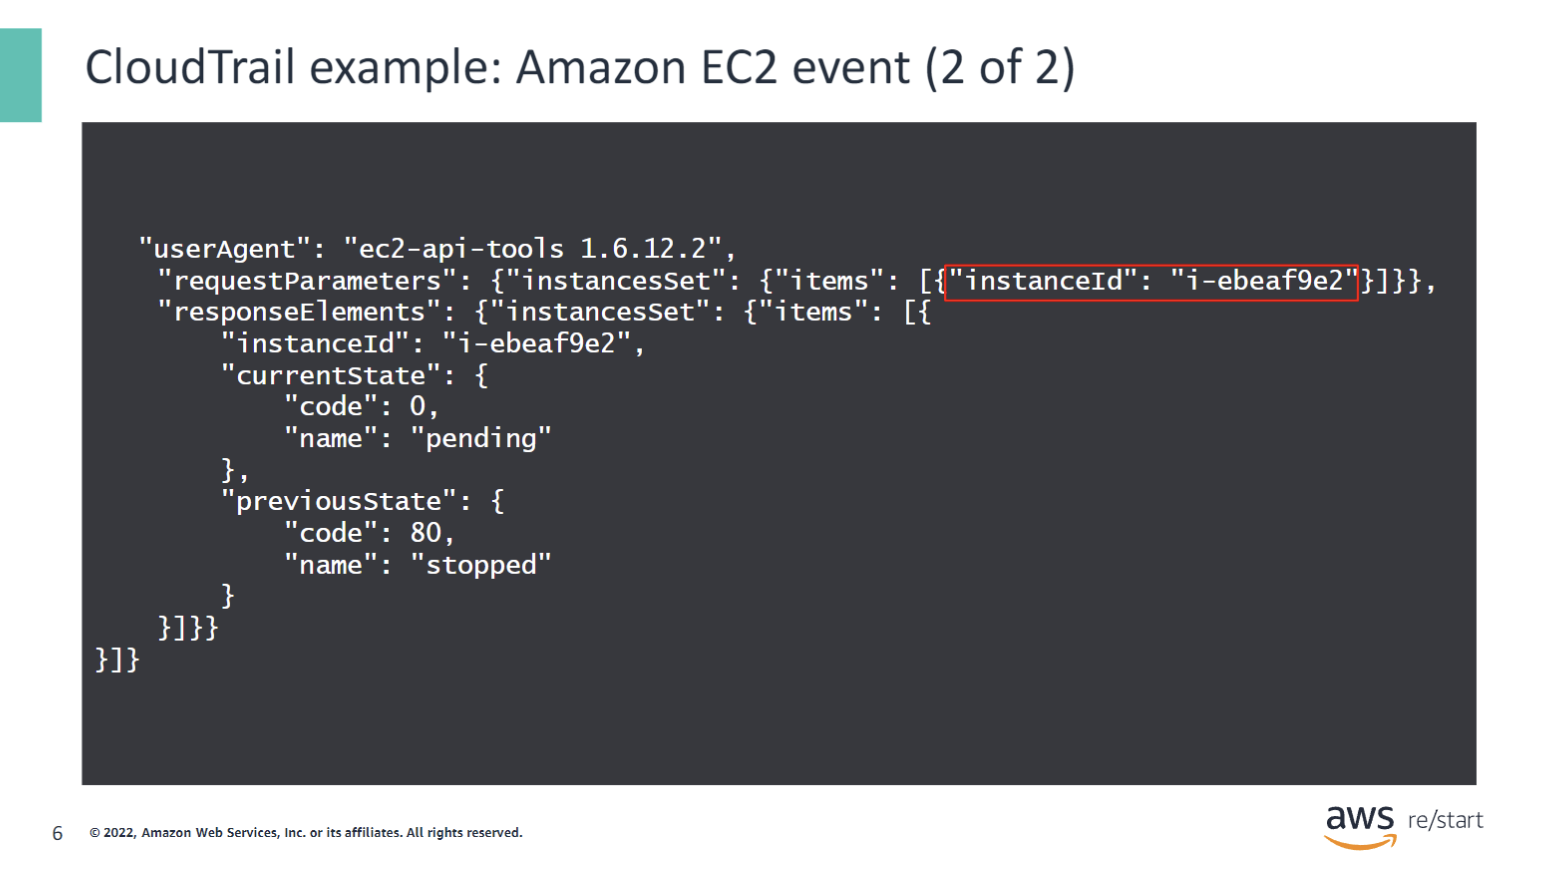 CloudTrail example: Amazon EC2 event (2 of 2)
"userAgent": "ec2-api-tools 1.6.12.2",
"requestParameters": {"instancesSet": {"items": [{"instanceId": "i-ebeaf9e2"}]}},
"responseElements": {"instancesSet": {"items": [{
"instanceId": "i-ebeaf9e2",
"currentState": {
"code": 0,
"name": "pending"
},
"previousState": {
"code": 80,
"name": "stopped"
}
}]}}
}]}
6 © 2022, Amazon Web Services, Inc. or its affiliates. All rights reserved.
aws re/start